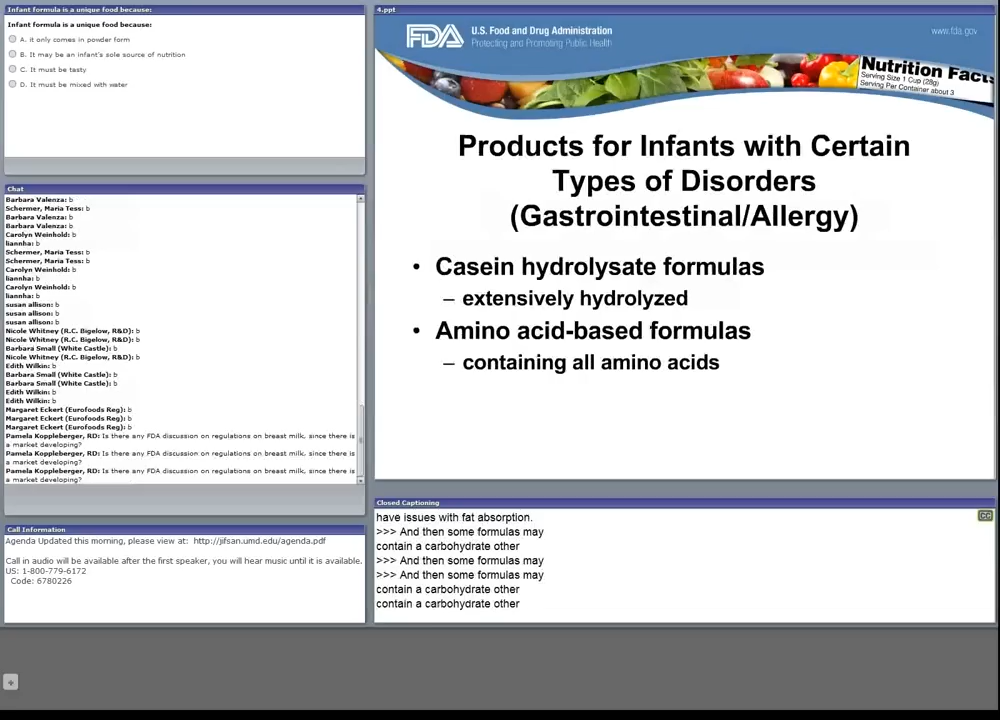 Infant formula is a unique food because:
Infant formula is a unique food because:
A. it only comes in powder form
B. It may be an infant's sole source of nutrition
C. It must be tasty
D. It must be mixed with water
Chat
Barbara Valenza: b
Schermer, Maria Tess: b
Barbara Valenza: b
Barbara Valenza: b
Carolyn Weinhold: b
liannha: b
Schermer, Maria Tess: b
Schermer, Maria Tess: b
Carolyn Weinhold: b
liannha: b
Carolyn Weinhold: b
liannha: b
susan allison: b
susan allison: b
susan allison: b
Nicole Whitney (R.C. Bigelow, R&D): b
Nicole Whitney (R.C. Bigelow, R&D): b
Barbara Small (White Castle): b
Nicole Whitney (R.C. Bigelow, R&D): b
Edith Wilkin: b
Barbara Small (White Castle): b
Barbara Small (White Castle): b
Edith Wilkin: b
Edith Wilkin: b
Margaret Eckert (Eurofoods Reg): b
Margaret Eckert (Eurofoods Reg): b
Margaret Eckert (Eurofoods Reg): b
Pamela Koppleberger, RD: Is there any FDA discussion on regulations on breast milk, since there is
a market developing?
Pamela Koppleberger, RD: Is there any FDA discussion on regulations on breast milk, since there is
a market developing?
Pamela Koppleberger, RD: Is there any FDA discussion on regulations on breast milk, since there is
a market developing?
Call Information
Agenda Updated this morning, please view at: http://jifsan.umd.edu/agenda.pdf
Call in audio will be available after the first speaker, you will hear music until it is available.
US: 1-800-779-6172
Code: 6780226
4.ppt
FDA U.S. Food and Drug Administration
Protecting and Promoting Public Health
www.fda.gov
Nutrition Facts
Serving Size 1 Cup (28g)
Serving Per Container about 3
Products for Infants with Certain
Types of Disorders
(Gastrointestinal/Allergy)
• Casein hydrolysate formulas
– extensively hydrolyzed
• Amino acid-based formulas
– containing all amino acids
Closed Captioning
CC
have issues with fat absorption.
>>> And then some formulas may
contain a carbohydrate other
>>> And then some formulas may
>>> And then some formulas may
contain a carbohydrate other
contain a carbohydrate other